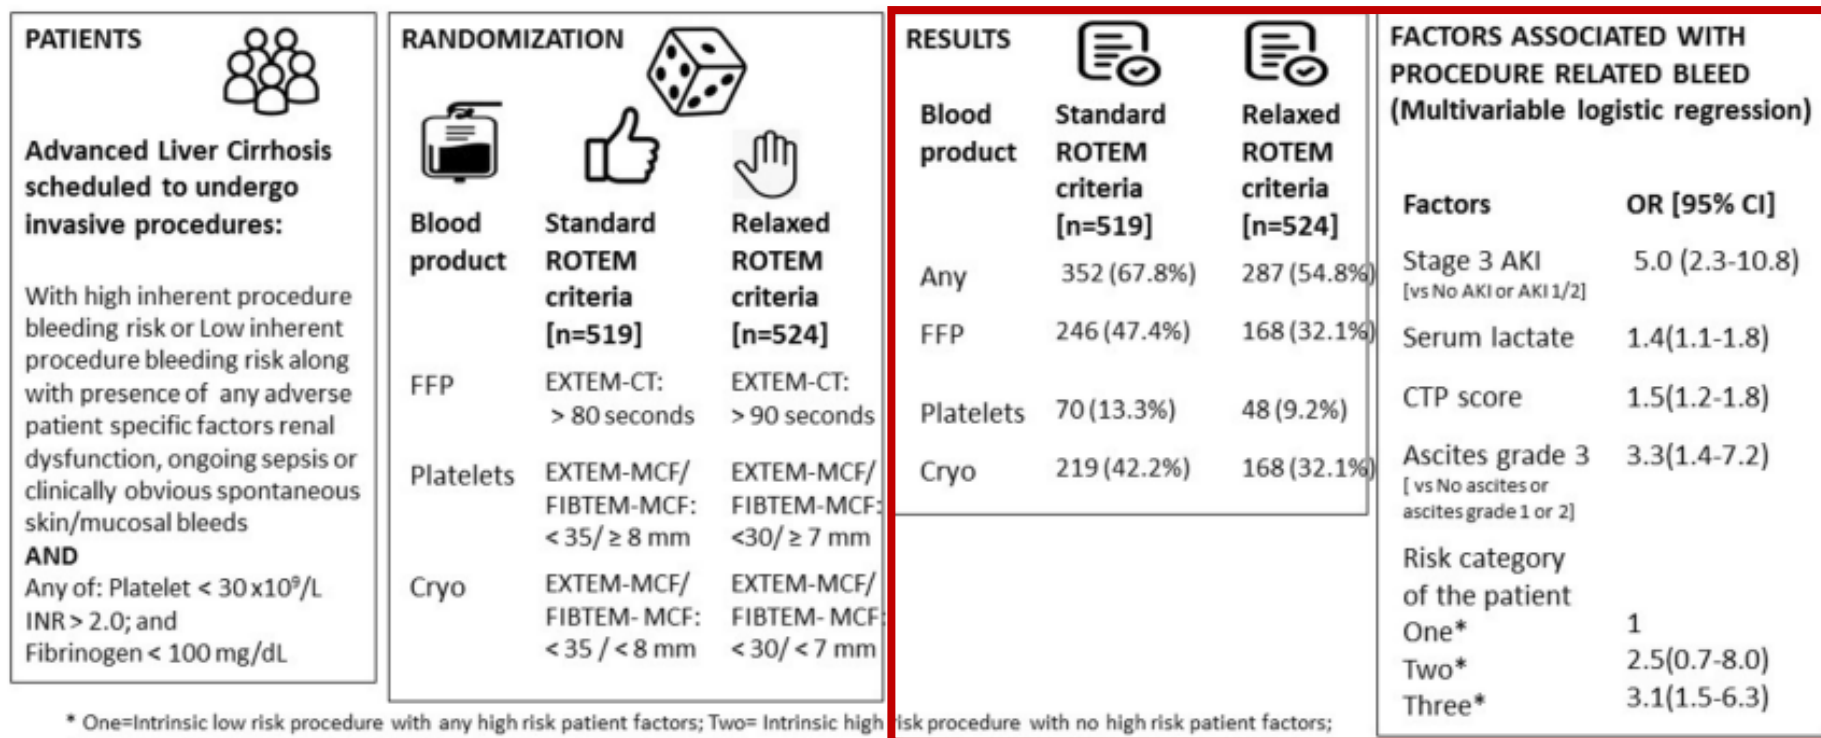 PATIENTS
Advanced Liver Cirrhosis
scheduled to undergo
invasive procedures:
With high inherent procedure
bleeding risk or Low inherent
procedure bleeding risk along
with presence of any adverse
patient specific factors renal
dysfunction, ongoing sepsis or
clinically obvious spontaneous
skin/mucosal bleeds
AND
Any of: Platelet < 30 x10⁹/L
INR > 2.0; and
Fibrinogen < 100 mg/dL
RANDOMIZATION
Blood product Standard ROTEM criteria [n=519] Relaxed ROTEM criteria [n=524]
FFP EXTEM-CT: > 80 seconds EXTEM-CT: > 90 seconds
Platelets EXTEM-MCF/ FIBTEM-MCF: < 35/ ≥ 8 mm EXTEM-MCF/ FIBTEM-MCF: <30/ ≥ 7 mm
Cryo EXTEM-MCF/ FIBTEM- MCF: < 35 / < 8 mm EXTEM-MCF/ FIBTEM- MCF: < 30/ < 7 mm
RESULTS
Blood product Standard ROTEM criteria [n=519] Relaxed ROTEM criteria [n=524]
Any 352 (67.8%) 287 (54.8%)
FFP 246 (47.4%) 168 (32.1%)
Platelets 70 (13.3%) 48 (9.2%)
Cryo 219 (42.2%) 168 (32.1%)
FACTORS ASSOCIATED WITH
PROCEDURE RELATED BLEED
(Multivariable logistic regression)
Factors OR [95% CI]
Stage 3 AKI 5.0 (2.3-10.8)
[vs No AKI or AKI 1/2]
Serum lactate 1.4(1.1-1.8)
CTP score 1.5(1.2-1.8)
Ascites grade 3 3.3(1.4-7.2)
[ vs No ascites or
ascites grade 1 or 2]
Risk category
of the patient
One* 1
Two* 2.5(0.7-8.0)
Three* 3.1(1.5-6.3)
* One=Intrinsic low risk procedure with any high risk patient factors; Two= Intrinsic high risk procedure with no high risk patient factors;